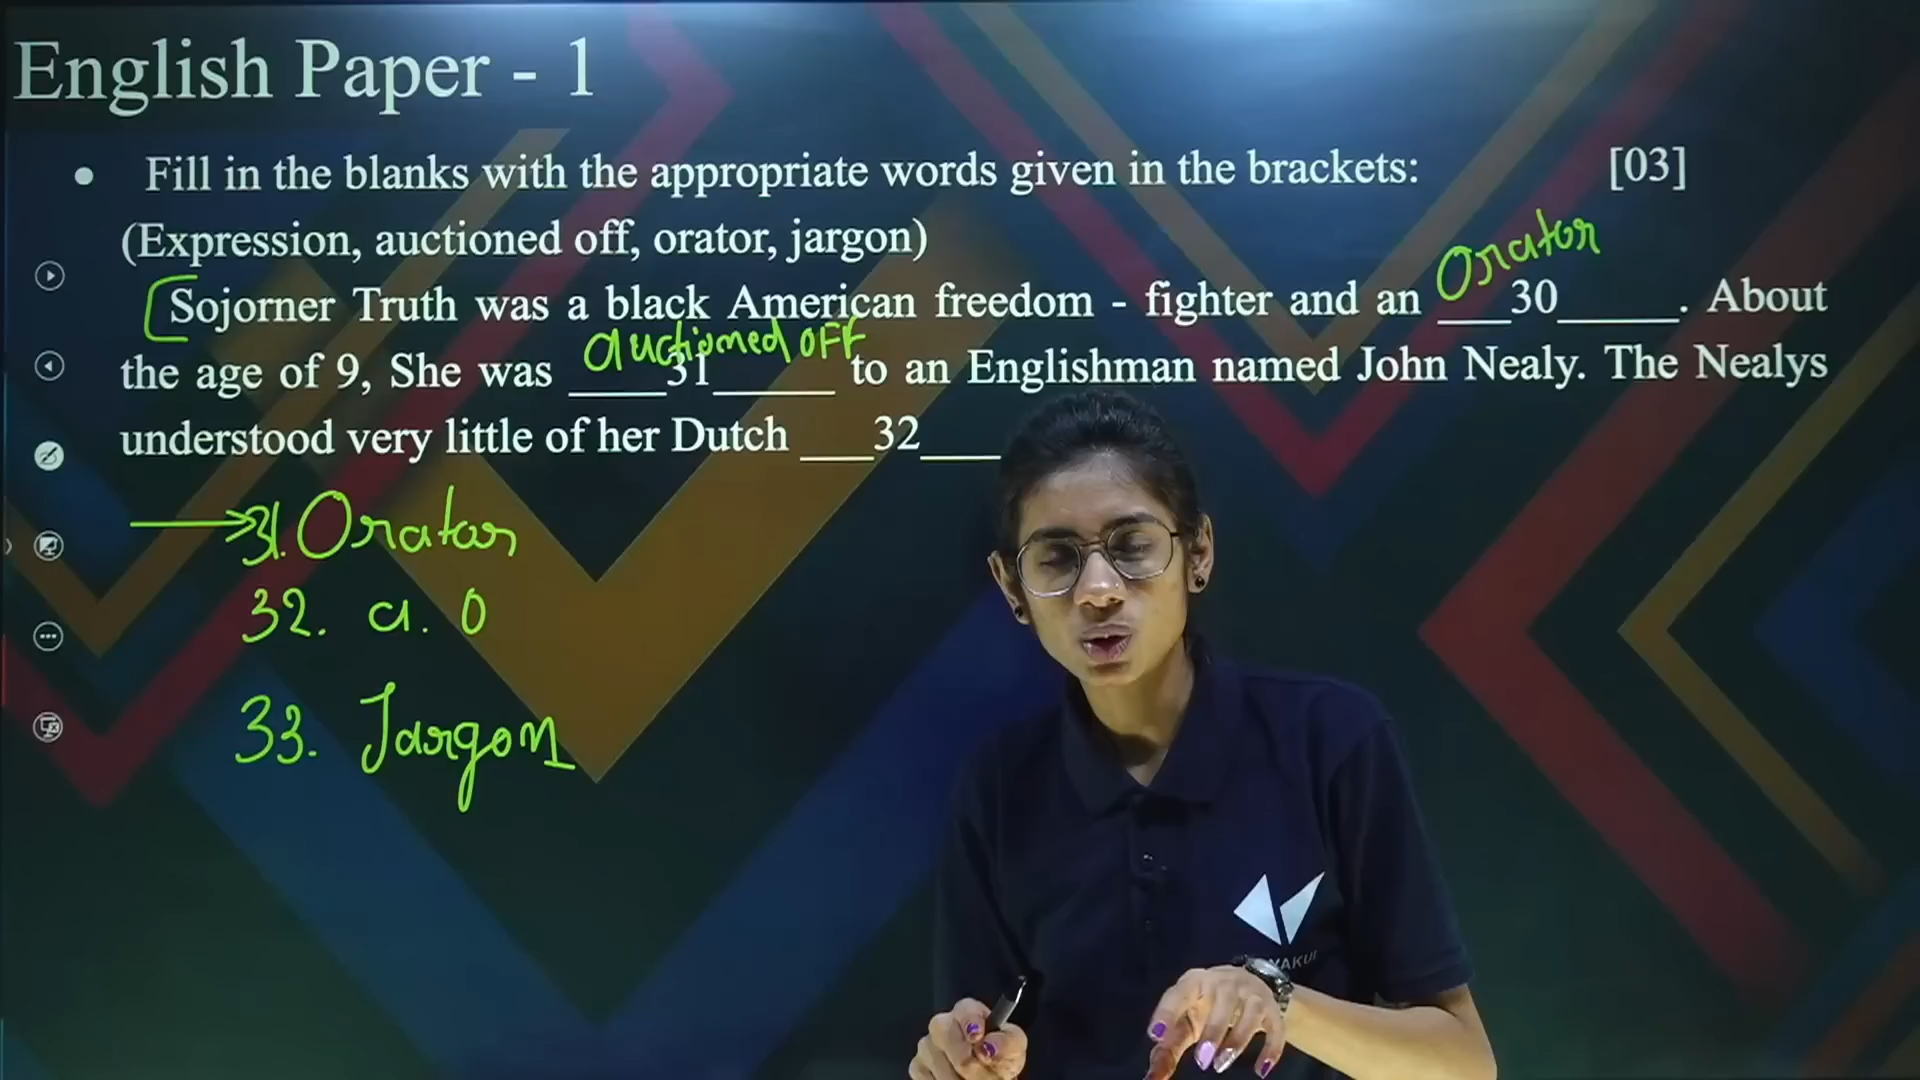 English Paper - 1
• Fill in the blanks with the appropriate words given in the brackets: [03]
(Expression, auctioned off, orator, jargon)
Orator
Sojorner Truth was a black American freedom - fighter and an ___30_____. About
auctioned off
the age of 9, She was ____31_____ to an Englishman named John Nealy. The Nealys
understood very little of her Dutch ___32___
31. Orator
32. a. o
33. Jargon